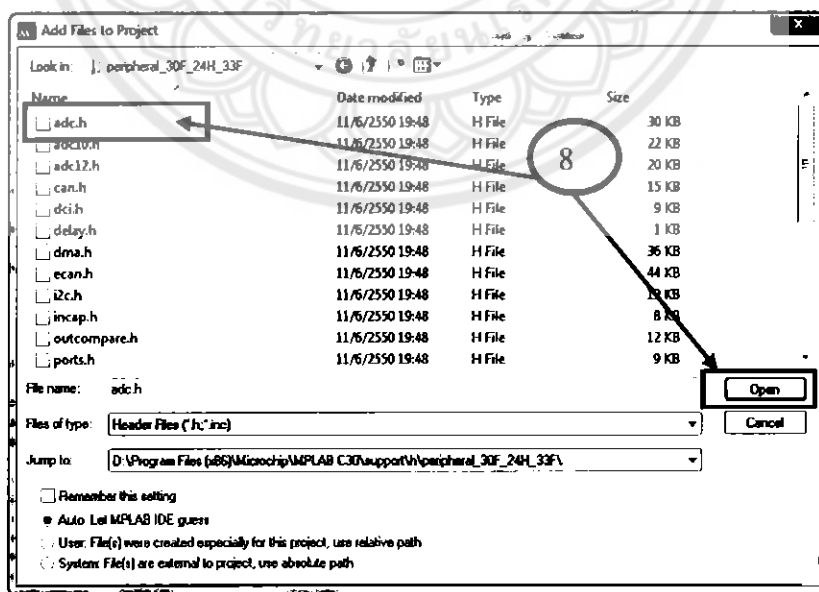 Add Files to Project
x
Look in: peripheral_30F_24H_33F
Name Date modified Type Size
adc.h 11/6/2550 19:48 H File 30 KB
adc10.h 11/6/2550 19:48 H File 22 KB
adc12.h 11/6/2550 19:48 H File 20 KB
can.h 11/6/2550 19:48 H File 15 KB
dci.h 11/6/2550 19:48 H File 9 KB
delay.h 11/6/2550 19:48 H File 1 KB
dma.h 11/6/2550 19:48 H File 36 KB
ecan.h 11/6/2550 19:48 H File 44 KB
i2c.h 11/6/2550 19:48 H File KB
incap.h 11/6/2550 19:48 H File 8 KB
outcompare.h 11/6/2550 19:48 H File 12 KB
ports.h 11/6/2550 19:48 H File 9 KB
8
File name: adc.h
Open
Files of type: Header Files (*.h;*.inc)
Cancel
Jump to: D:\Program Files (x86)\Microchip\MPLAB C30\support\h\peripheral_30F_24H_33F\
Remember this setting
Auto: Let MPLAB IDE guess
User: File(s) were created especially for this project, use relative path
System: File(s) are external to project, use absolute path